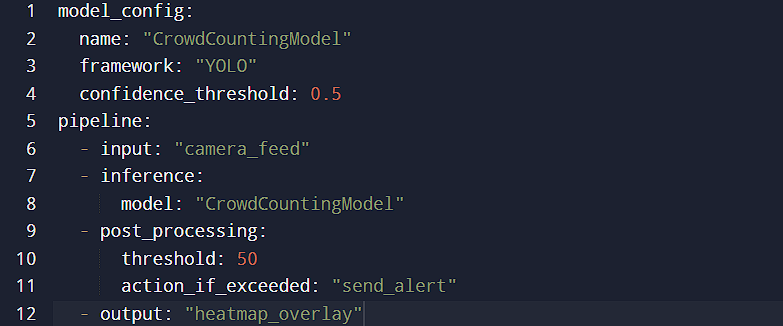 1 model_config:
2   name: "CrowdCountingModel"
3   framework: "YOLO"
4   confidence_threshold: 0.5
5 pipeline:
6   - input: "camera_feed"
7   - inference:
8       model: "CrowdCountingModel"
9   - post_processing:
10       threshold: 50
11       action_if_exceeded: "send_alert"
12   - output: "heatmap_overlay"